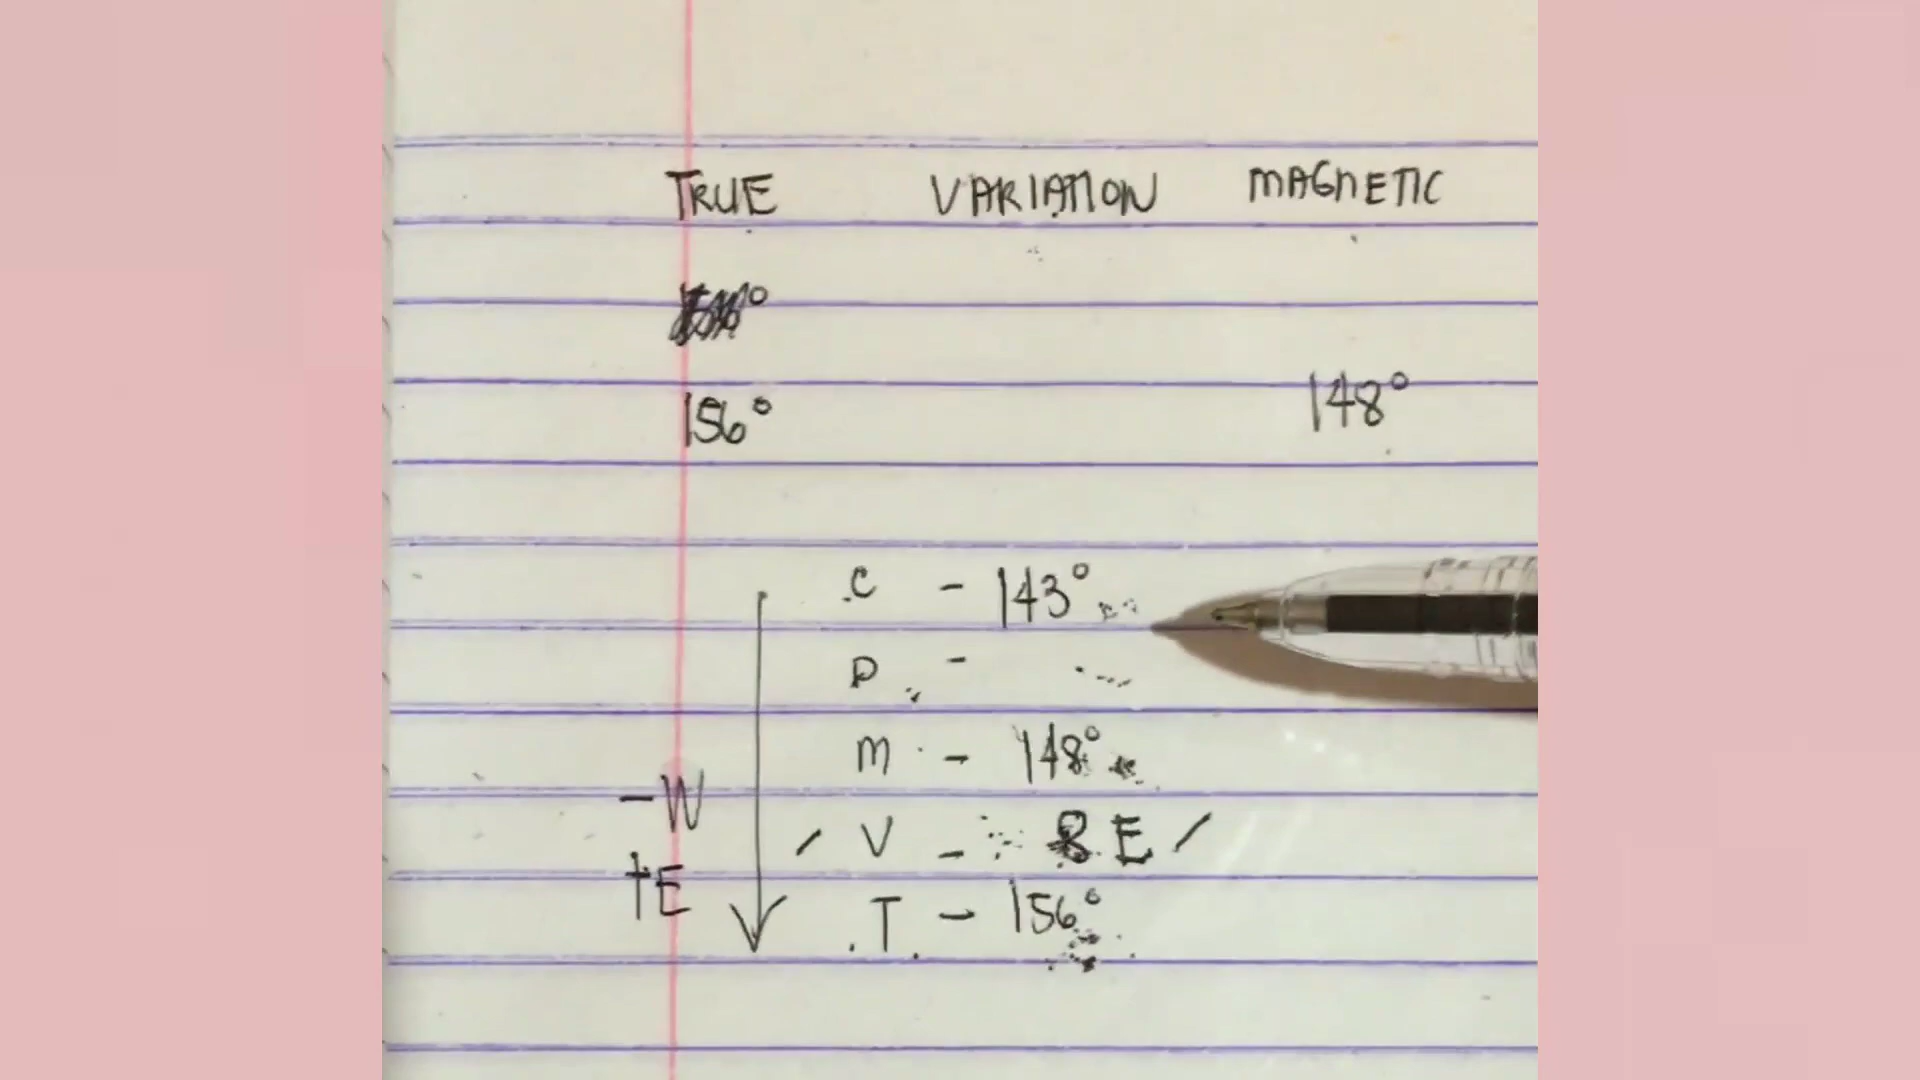 TRUE VARIATION MAGNETIC
156° 148°
C - 143°
D -
M - 148°
-W
/ V - 8 E /
+E
T - 156°